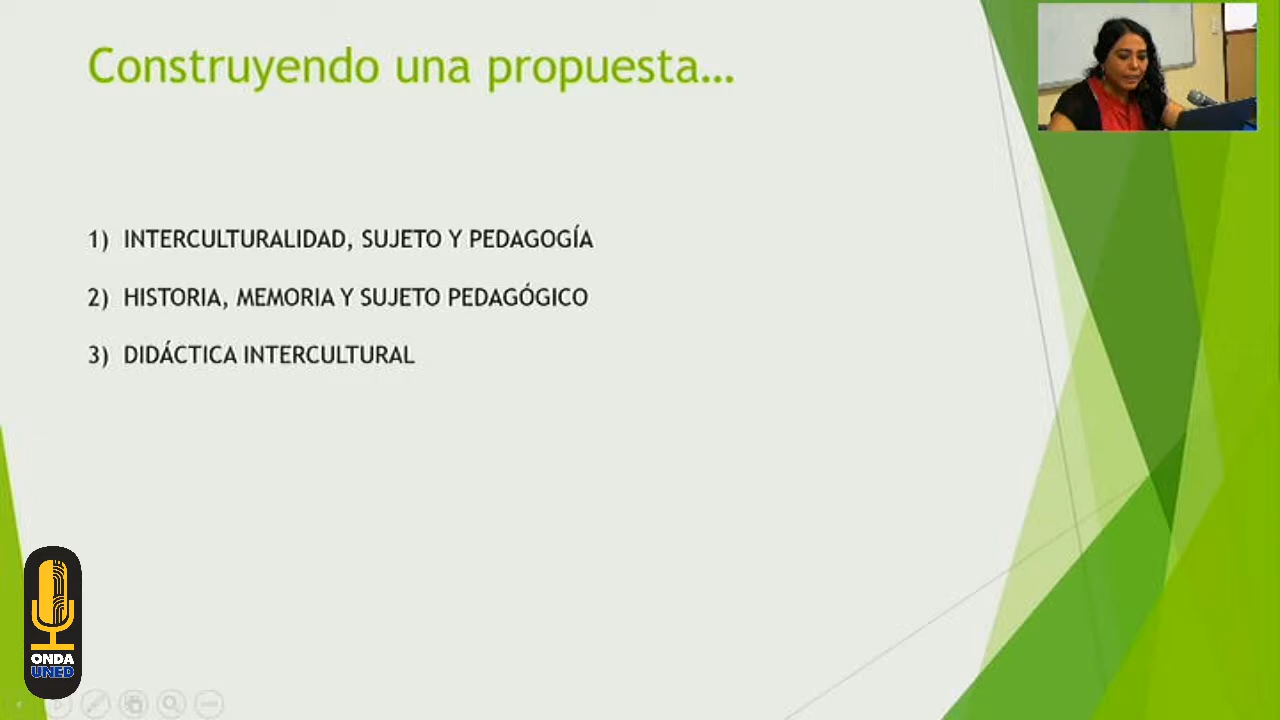 Construyendo una propuesta...
1) INTERCULTURALIDAD, SUJETO Y PEDAGOGÍA
2) HISTORIA, MEMORIA Y SUJETO PEDAGÓGICO
3) DIDÁCTICA INTERCULTURAL
ONDA
UNED